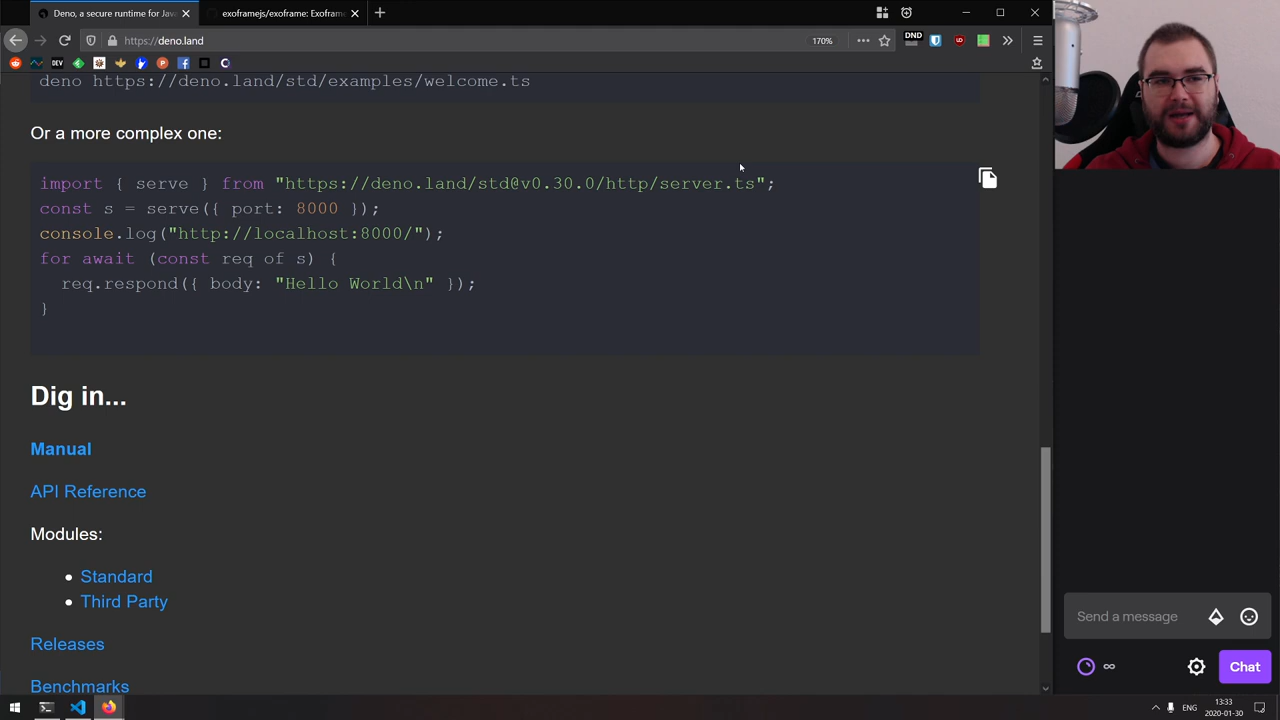 Deno, a secure runtime for Jav
exoframejs/exoframe: Exofram
https://deno.land
170%
DND
DEV
deno https://deno.land/std/examples/welcome.ts
Or a more complex one:
import { serve } from "https://deno.land/std@v0.30.0/http/server.ts";
const s = serve({ port: 8000 });
console.log("http://localhost:8000/");
for await (const req of s) {
  req.respond({ body: "Hello World\n" });
}
Dig in...
Manual
API Reference
Modules:
Standard
Third Party
Releases
Benchmarks
Send a message
∞
Chat
ENG
13:33
2020-01-30